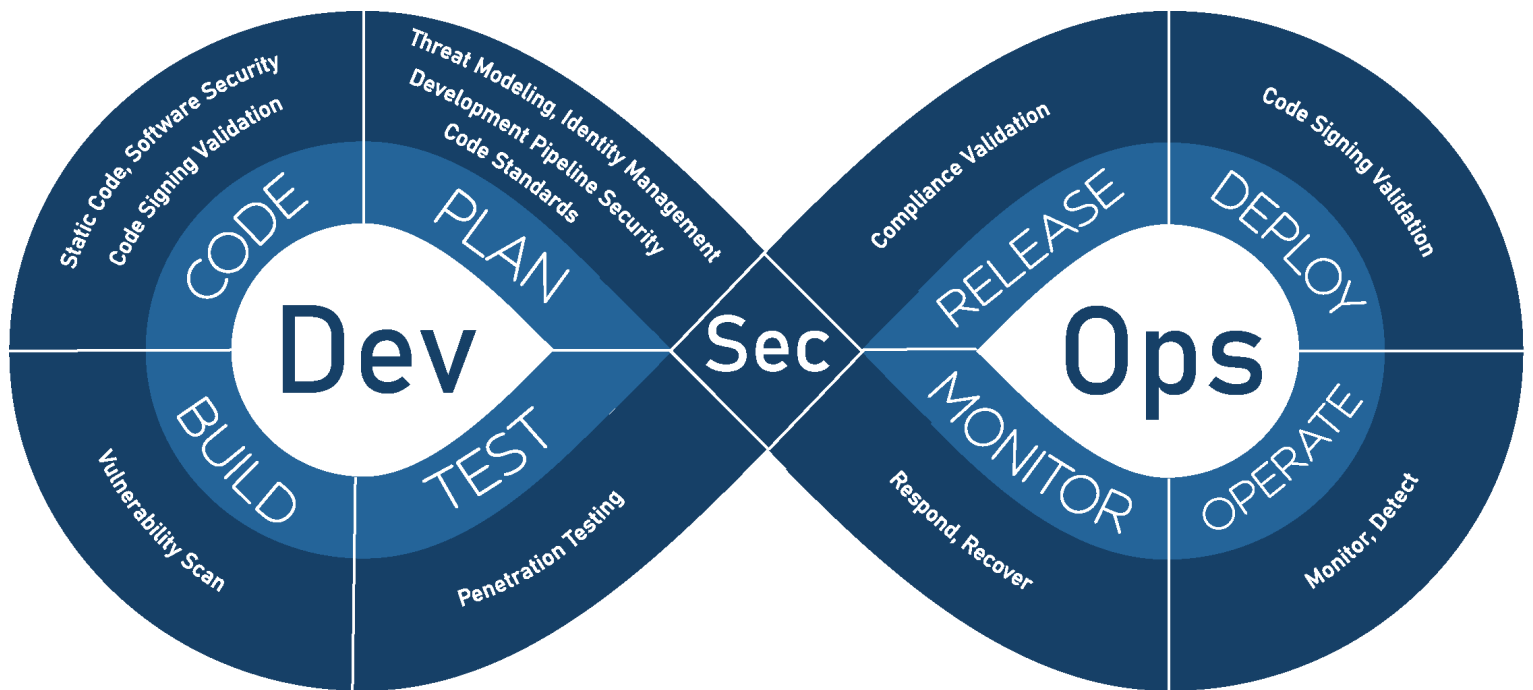 Static Code, Software Security
Code Signing Validation
CODE
Threat Modeling, Identity Management
Development Pipeline Security
Code Standards
PLAN
Dev
BUILD
Vulnerability Scan
TEST
Penetration Testing
Sec
Compliance Validation
RELEASE
Code Signing Validation
DEPLOY
Ops
MONITOR
Respond, Recover
OPERATE
Monitor, Detect